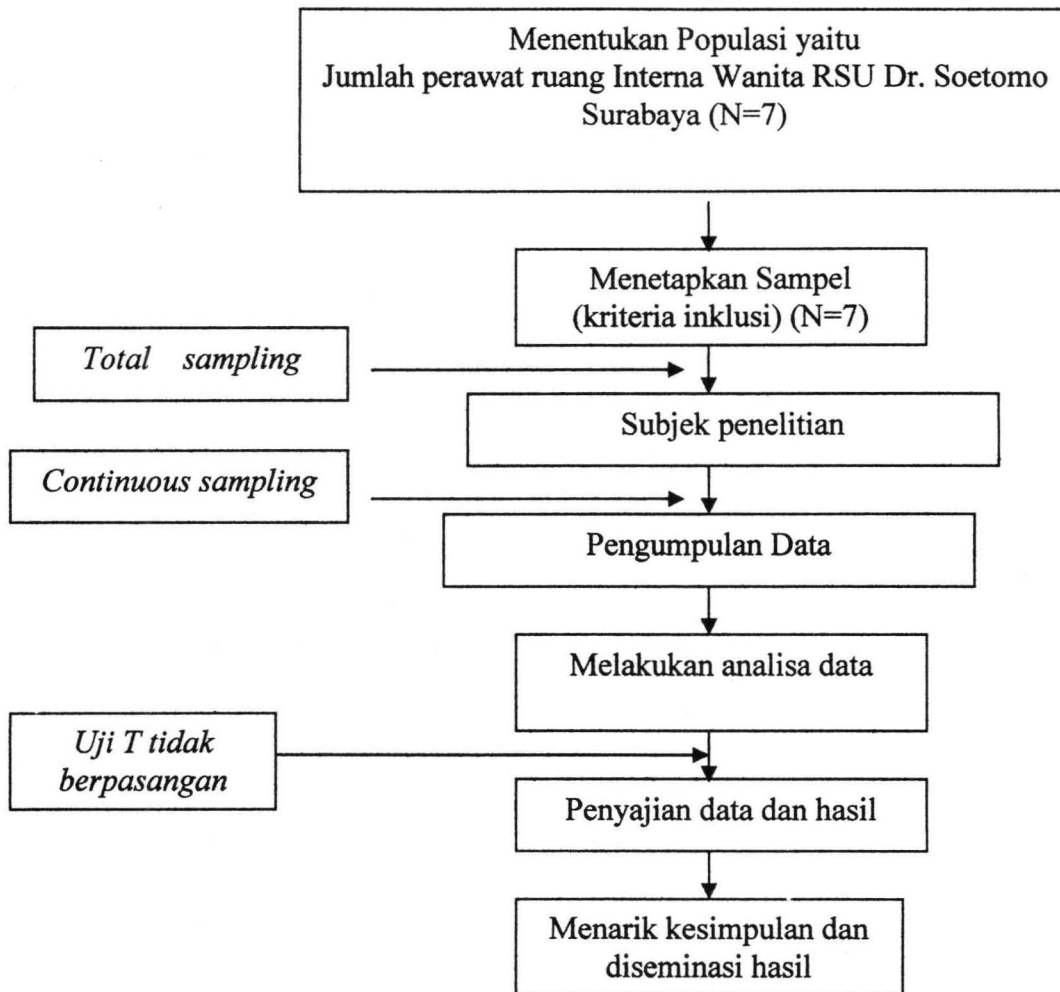 Menentukan Populasi yaitu
Jumlah perawat ruang Interna Wanita RSU Dr. Soetomo
Surabaya (N=7)
Menetapkan Sampel
(kriteria inklusi) (N=7)
Total sampling
Subjek penelitian
Continuous sampling
Pengumpulan Data
Melakukan analisa data
Uji T tidak
berpasangan
Penyajian data dan hasil
Menarik kesimpulan dan
diseminasi hasil